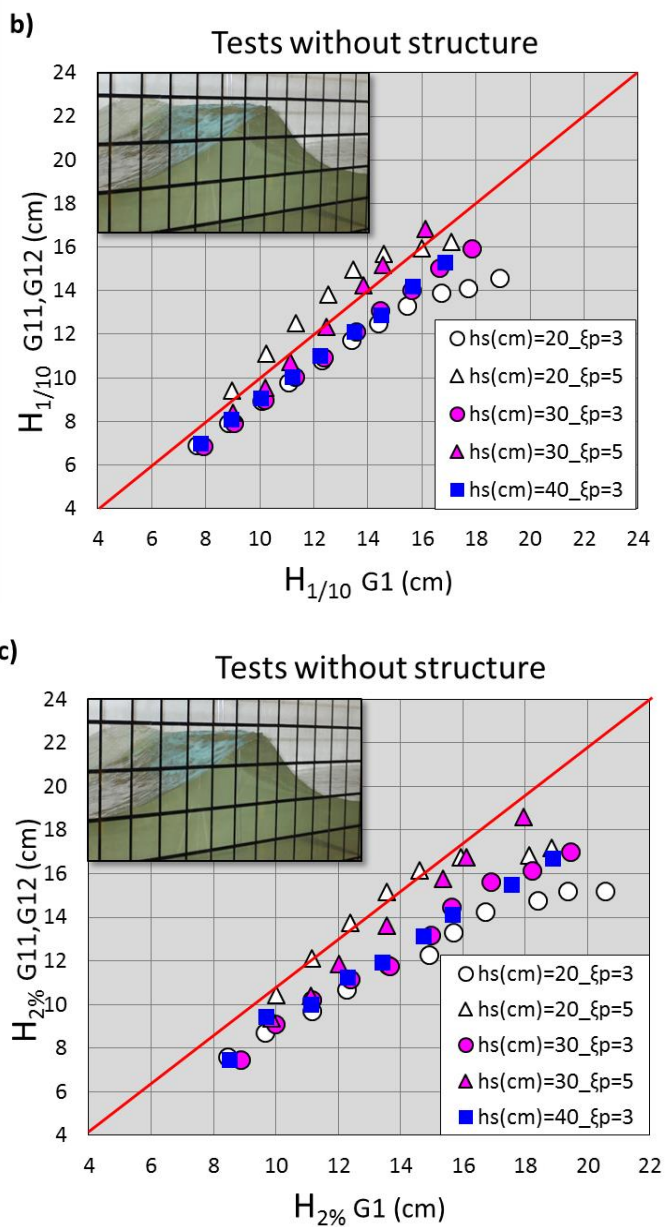 b)
Tests without structure
24
22
20
18
16
14
12
10
8
6
4
H1/10 G11,G12 (cm)
hs(cm)=20_ξp=3
hs(cm)=20_ξp=5
hs(cm)=30_ξp=3
hs(cm)=30_ξp=5
hs(cm)=40_ξp=3
4 6 8 10 12 14 16 18 20 22 24
H1/10 G1 (cm)
c)
Tests without structure
24
22
20
18
16
14
12
10
8
6
4
H2% G11,G12 (cm)
hs(cm)=20_ξp=3
hs(cm)=20_ξp=5
hs(cm)=30_ξp=3
hs(cm)=30_ξp=5
hs(cm)=40_ξp=3
4 6 8 10 12 14 16 18 20 22
H2% G1 (cm)